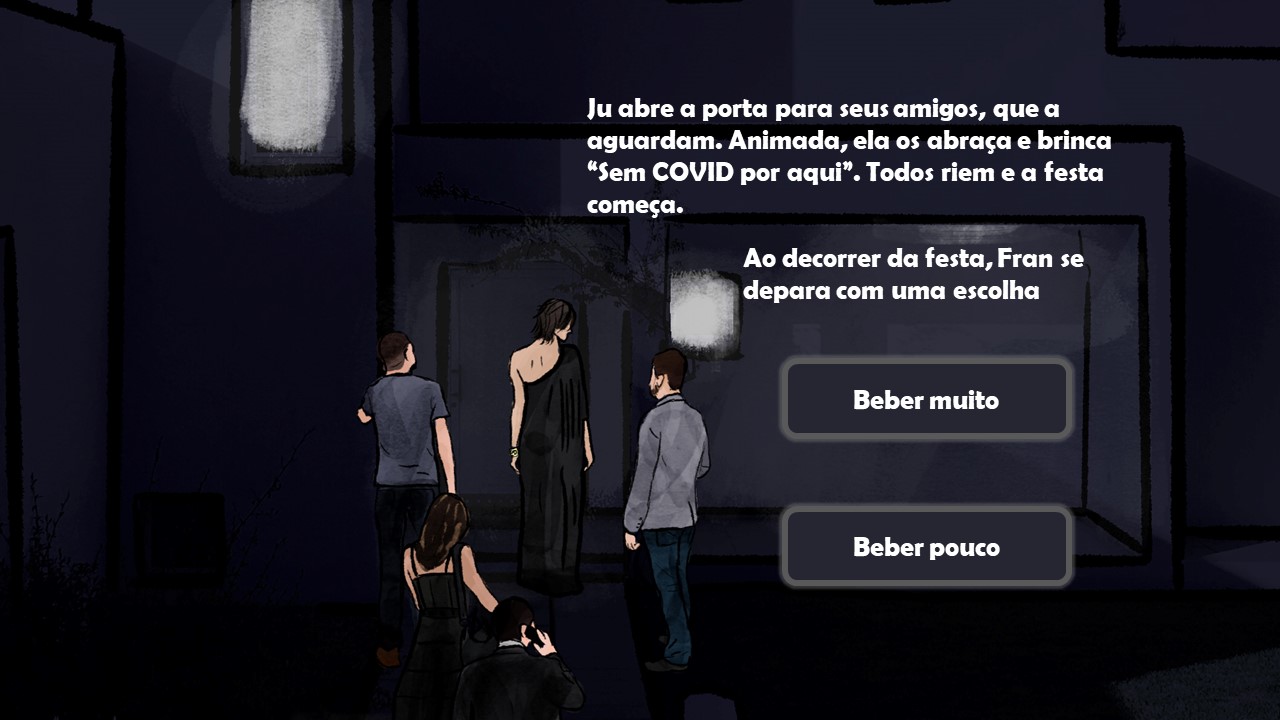 Ju abre a porta para seus amigos, que a
aguardam. Animada, ela os abraça e brinca
“Sem COVID por aqui”. Todos riem e a festa
começa.
Ao decorrer da festa, Fran se
depara com uma escolha
Beber muito
Beber pouco